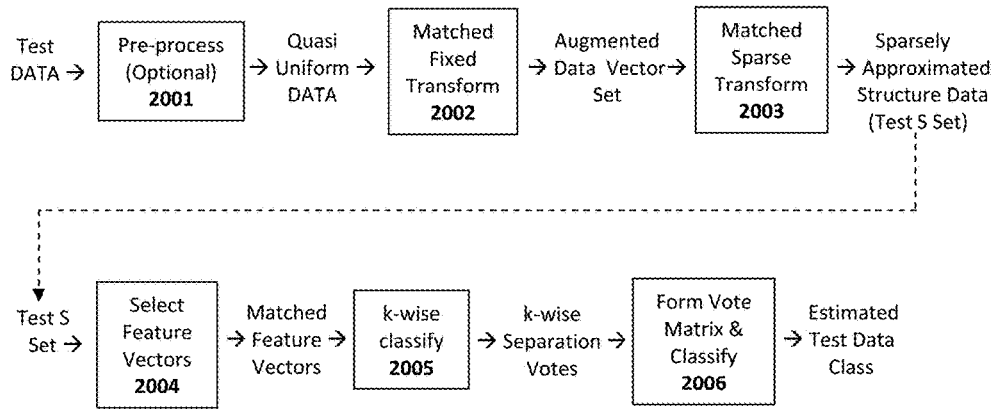 Test
DATA
Pre-process
(Optional)
2001
Quasi
Uniform
DATA
Matched
Fixed
Transform
2002
Augmented
Data Vector
Set
Matched
Sparse
Transform
2003
Sparsely
Approximated
Structure Data
(Test S Set)
Test S
Set
Select
Feature
Vectors
2004
Matched
Feature
Vectors
k-wise
classify
2005
k-wise
Separation
Votes
Form Vote
Matrix &
Classify
2006
Estimated
Test Data
Class